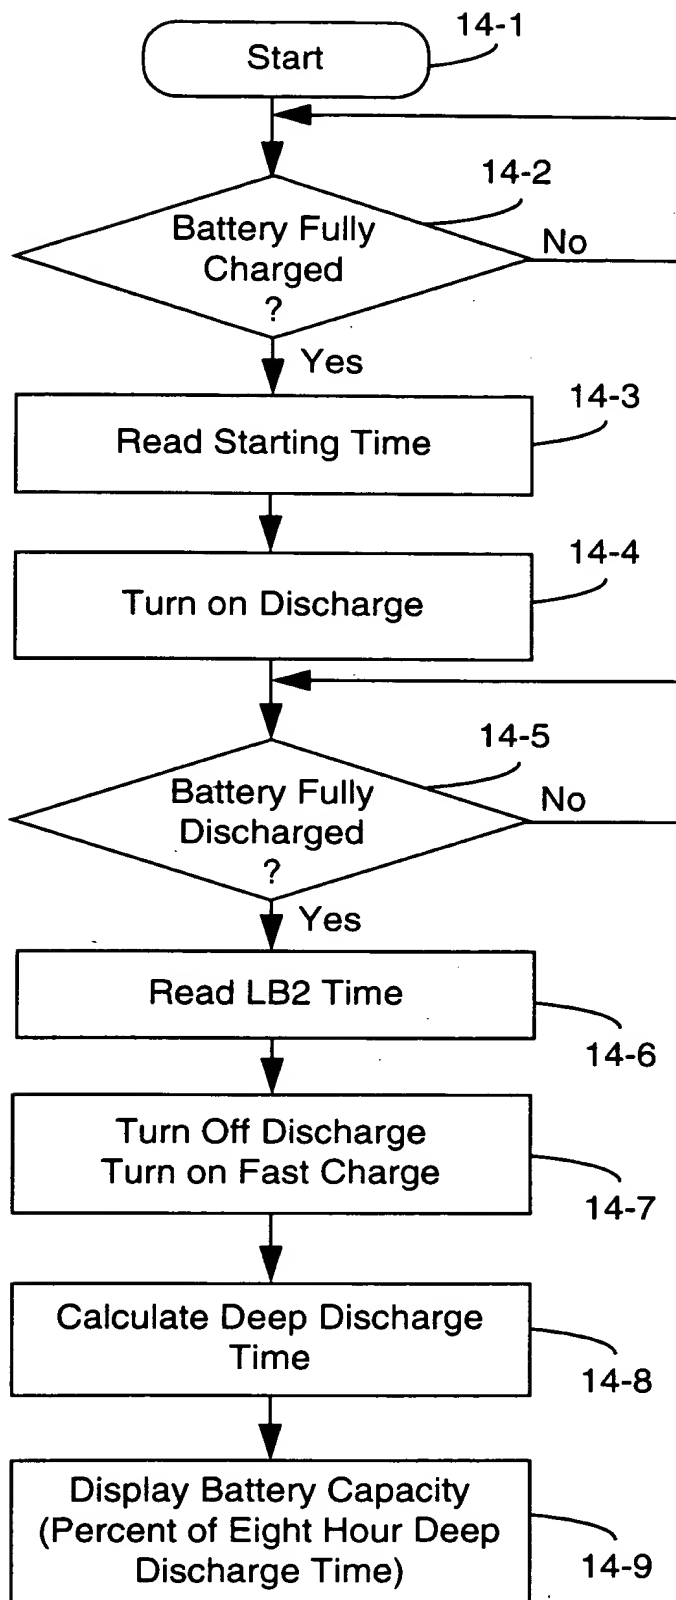 14-1
Start
14-2
Battery Fully
Charged
?
No
Yes
14-3
Read Starting Time
14-4
Turn on Discharge
14-5
Battery Fully
Discharged
?
No
Yes
Read LB2 Time
14-6
Turn Off Discharge
Turn on Fast Charge
14-7
Calculate Deep Discharge
Time
14-8
Display Battery Capacity
(Percent of Eight Hour Deep
Discharge Time)
14-9